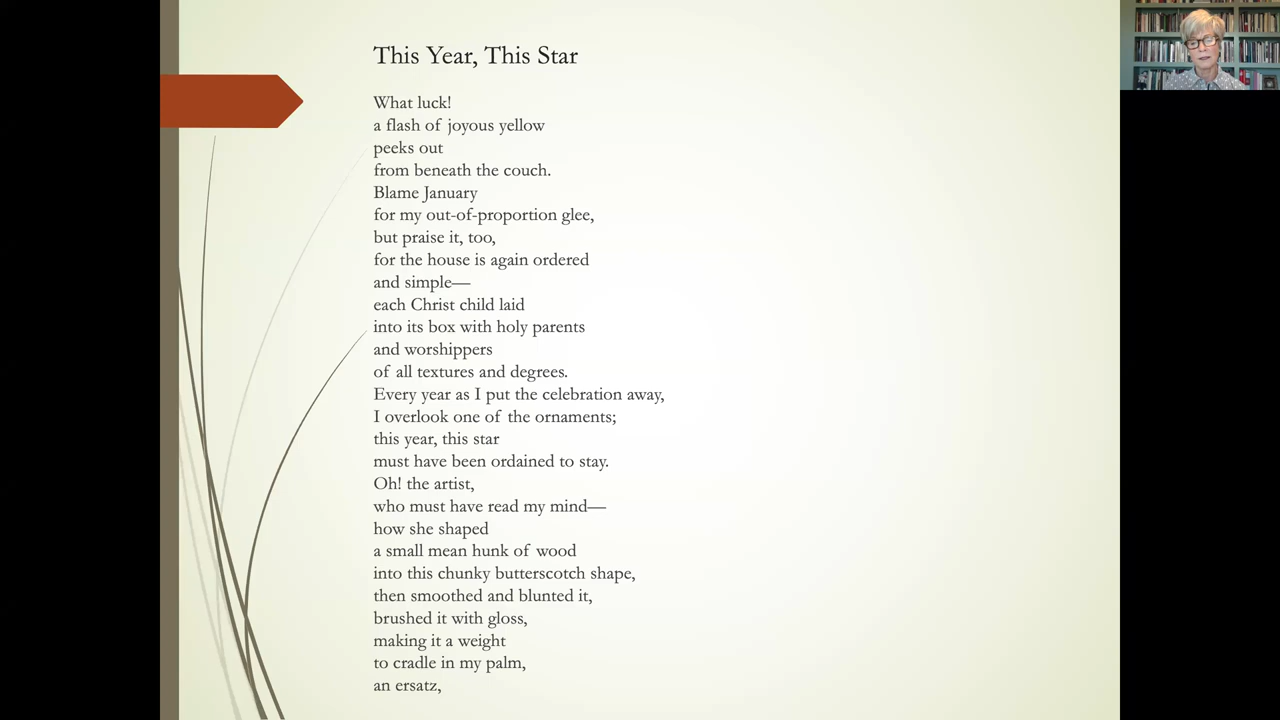 This Year, This Star
What luck!
a flash of joyous yellow
peeks out
from beneath the couch.
Blame January
for my out-of-proportion glee,
but praise it, too,
for the house is again ordered
and simple—
each Christ child laid
into its box with holy parents
and worshippers
of all textures and degrees.
Every year as I put the celebration away,
I overlook one of the ornaments;
this year, this star
must have been ordained to stay.
Oh! the artist,
who must have read my mind—
how she shaped
a small mean hunk of wood
into this chunky butterscotch shape,
then smoothed and blunted it,
brushed it with gloss,
making it a weight
to cradle in my palm,
an ersatz,